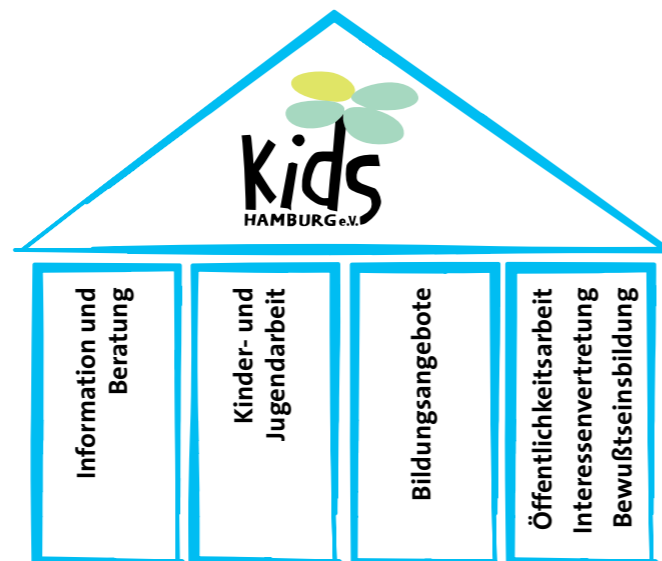 Kids
HAMBURG e.V.
Information und
Beratung
Kinder- und
Jugendarbeit
Bildungsangebote
Öffentlichkeitsarbeit
Interessenvertretung
Bewußtseinsbildung